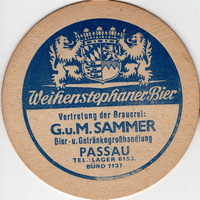 Weihenstephaner Bier
Vertretung der Brauerei:
G.u.M. SAMMER
Bier- u. Getränkegroßhandlung
PASSAU
TEL.: LAGER 6153
BÜRO 7137